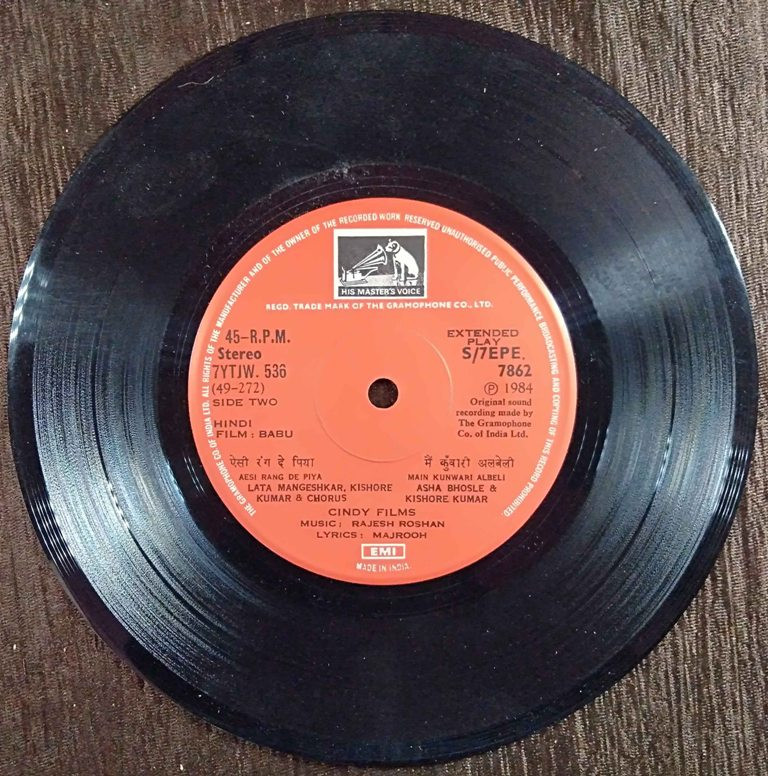 THE GRAMOPHONE CO. OF INDIA LTD. ALL RIGHTS OF THE MANUFACTURER AND OF THE OWNER OF THE RECORDED WORK RESERVED UNAUTHORISED PUBLIC PERFORMANCE BROADCASTING AND COPYING OF THIS RECORD PROHIBITED.
HIS MASTER'S VOICE
REGD. TRADE MARK OF THE GRAMOPHONE CO., LTD.
45-R.P.M.
Stereo
7YTJW. 536
(49-272)
SIDE TWO
HINDI
FILM : BABU
EXTENDED
PLAY
S/7EPE.
7862
Ⓟ 1984
Original sound
recording made by
The Gramophone
Co. of India Ltd.
ऐसी रंग दे पिया
AESI RANG DE PIYA
LATA MANGESHKAR, KISHORE
KUMAR & CHORUS
मैं कुँवारी अलबेली
MAIN KUNWARI ALBELI
ASHA BHOSLE &
KISHORE KUMAR
CINDY FILMS
MUSIC : RAJESH ROSHAN
LYRICS : MAJROOH
EMI
MADE IN INDIA.